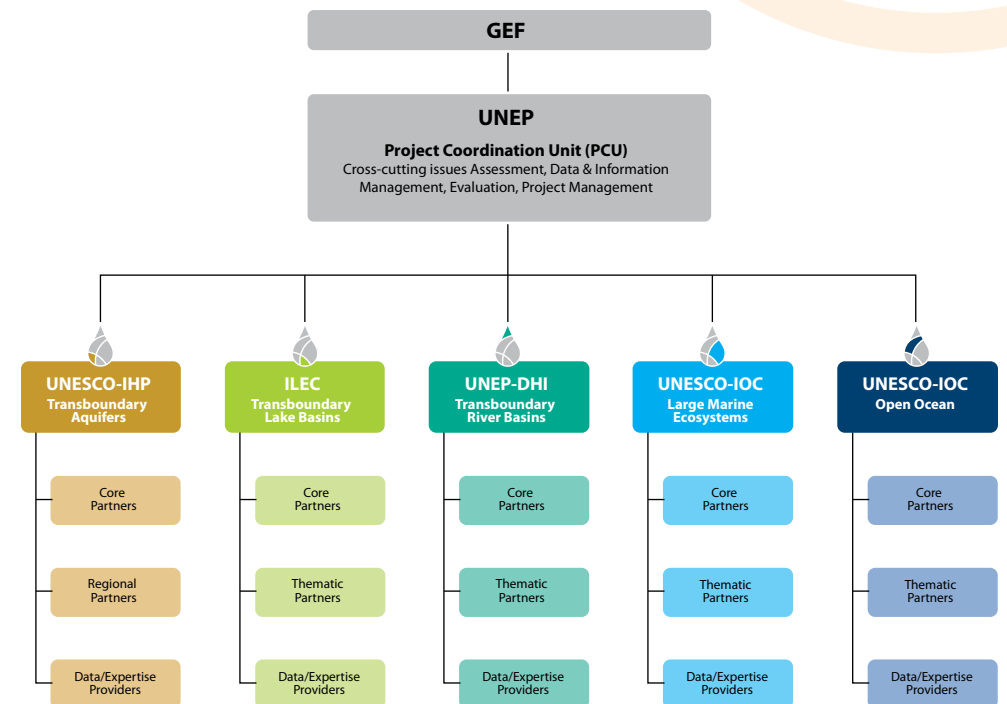 GEF
UNEP
Project Coordination Unit (PCU)
Cross-cutting issues Assessment, Data & Information
Management, Evaluation, Project Management
UNESCO-IHP
Transboundary
Aquifers
ILEC
Transboundary
Lake Basins
UNEP-DHI
Transboundary
River Basins
UNESCO-IOC
Large Marine
Ecosystems
UNESCO-IOC
Open Ocean
Core
Partners
Core
Partners
Core
Partners
Core
Partners
Core
Partners
Regional
Partners
Thematic
Partners
Thematic
Partners
Thematic
Partners
Thematic
Partners
Data/Expertise
Providers
Data/Expertise
Providers
Data/Expertise
Providers
Data/Expertise
Providers
Data/Expertise
Providers